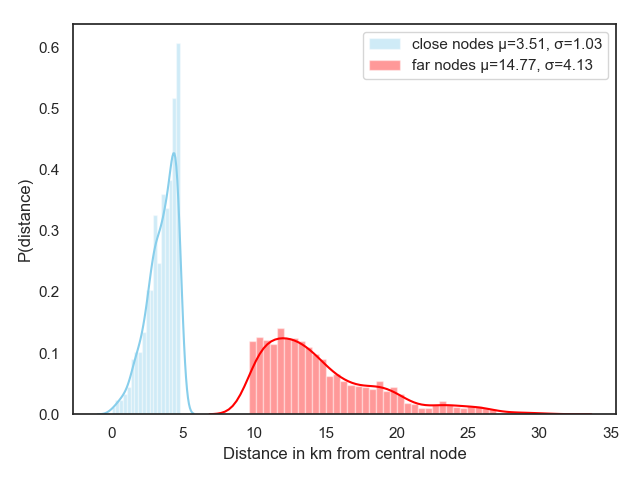 close nodes μ=3.51, σ=1.03
far nodes μ=14.77, σ=4.13
P(distance)
0.6
0.5
0.4
0.3
0.2
0.1
0.0
0 5 10 15 20 25 30 35
Distance in km from central node